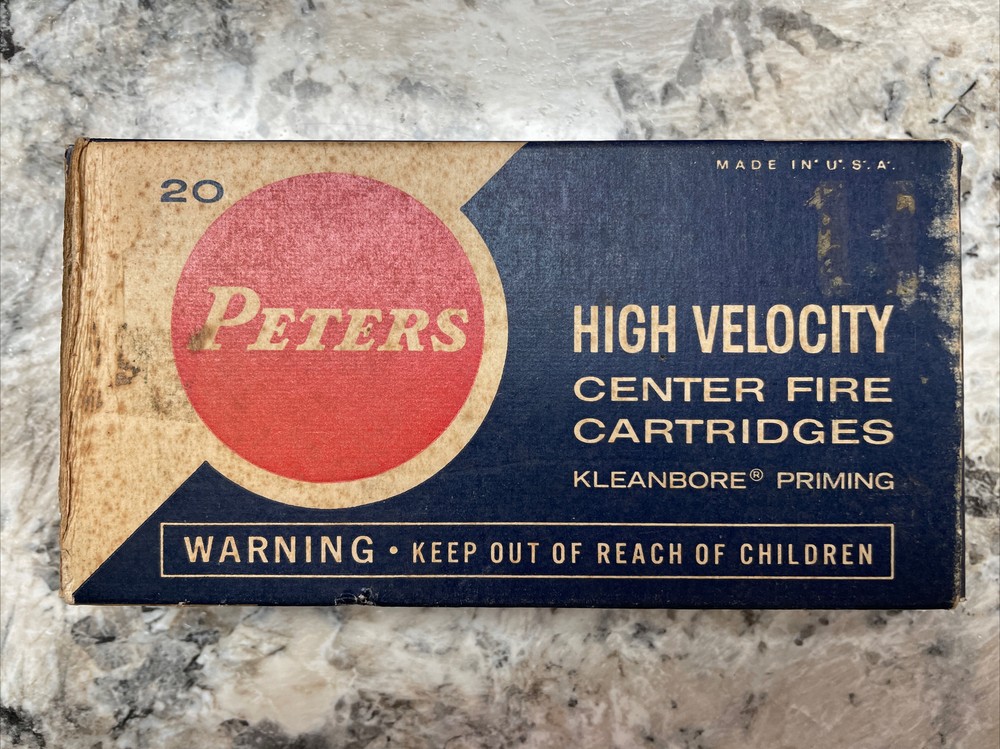 20
MADE IN U.S.A.
PETERS
HIGH VELOCITY
CENTER FIRE
CARTRIDGES
KLEANBORE® PRIMING
WARNING • KEEP OUT OF REACH OF CHILDREN